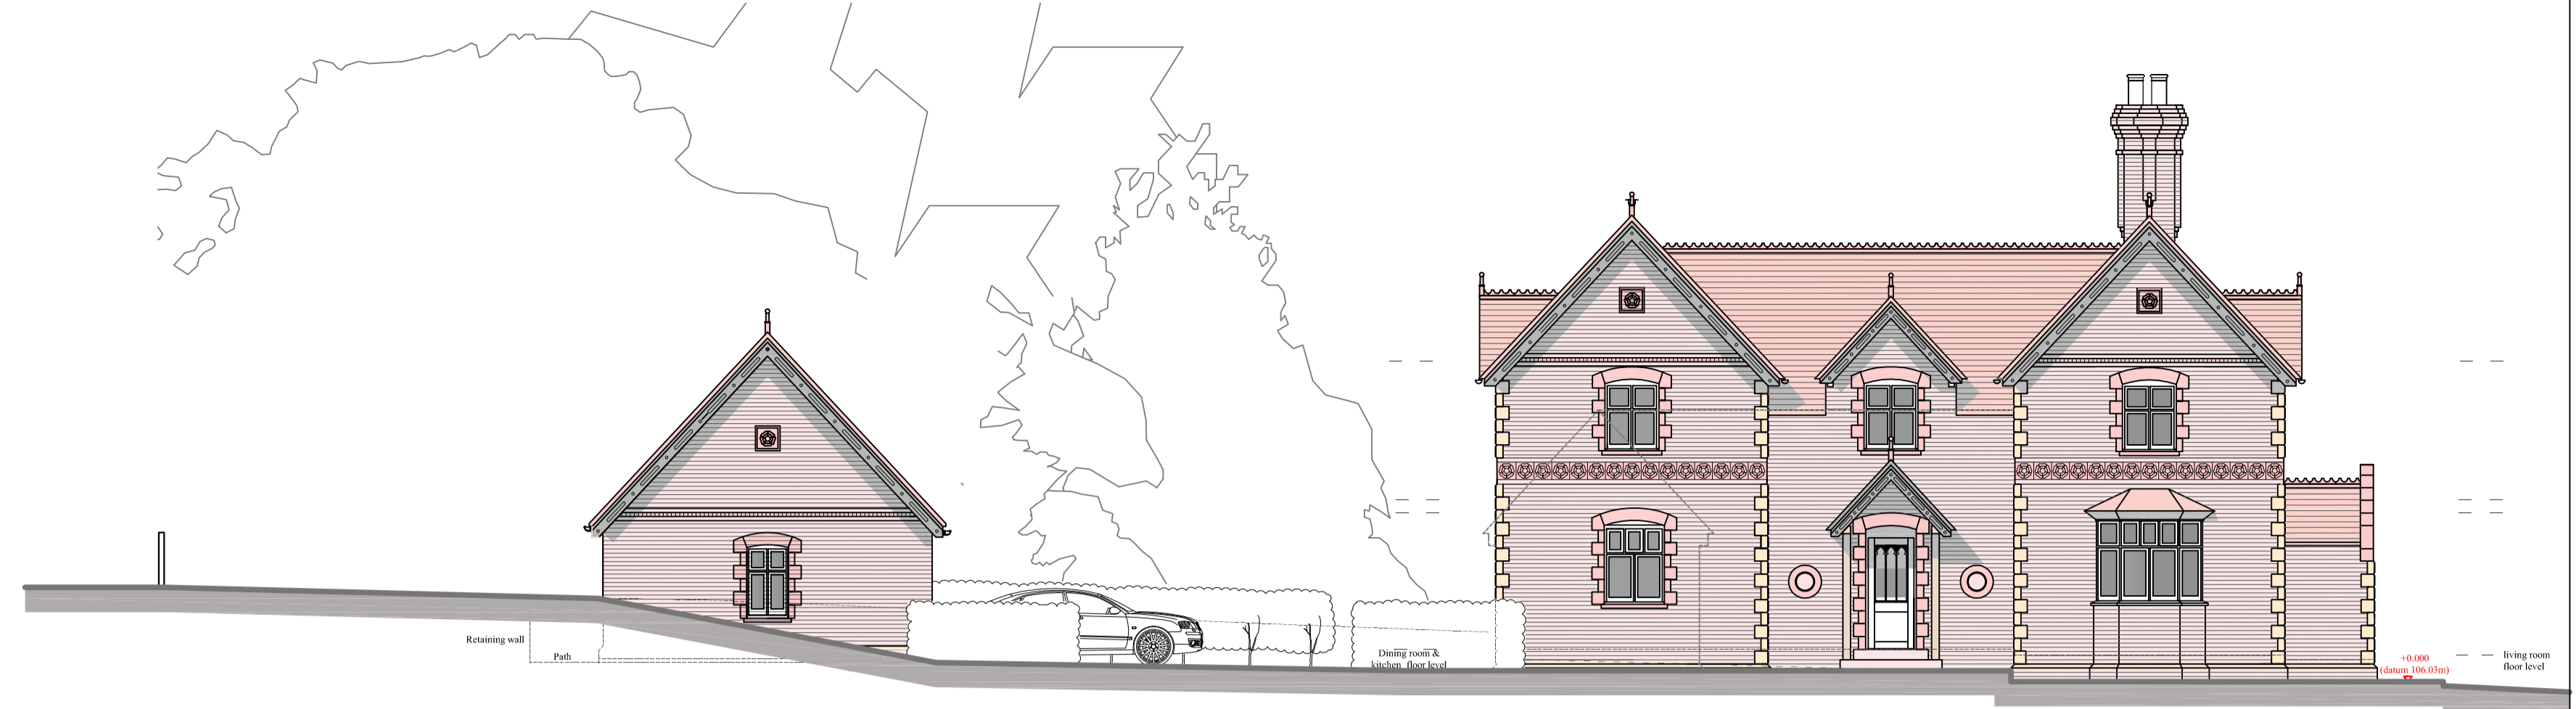 Retaining wall
Path
Dining room &
kitchen floor level
+0.000
(datum 106.03m)
living room
floor level